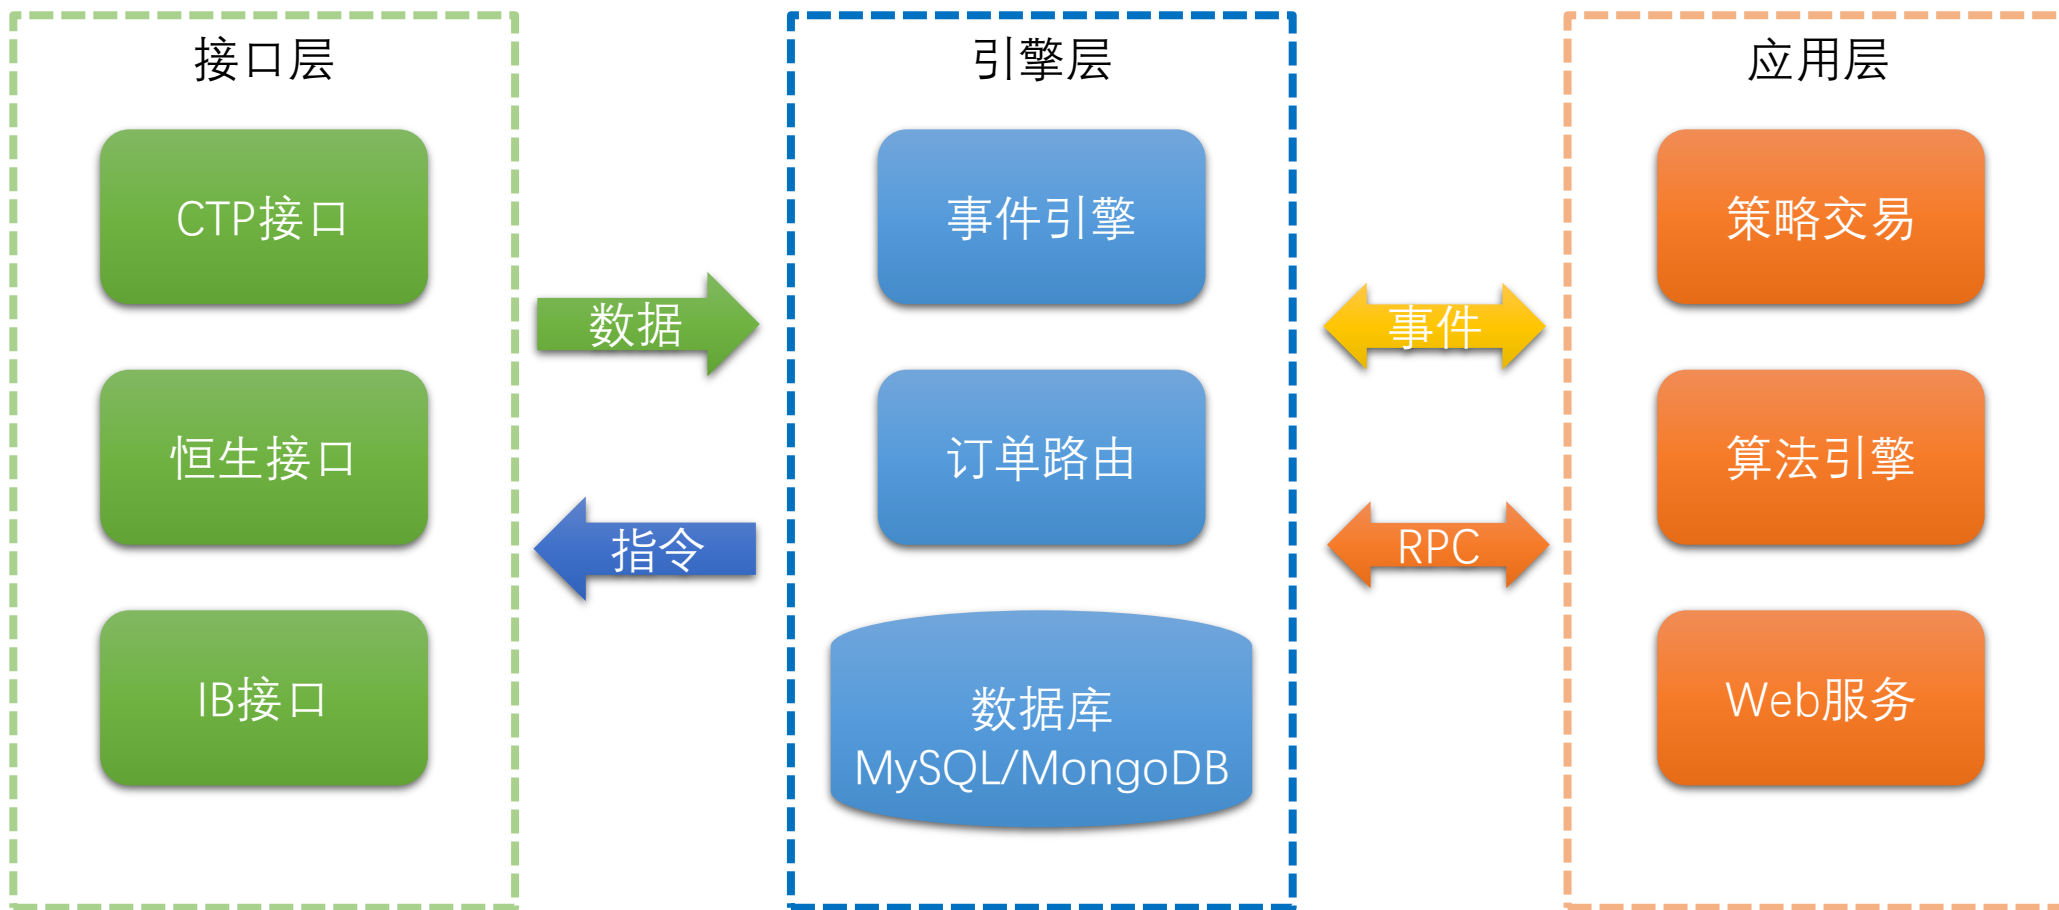 接口层
CTP接口
恒生接口
IB接口
数据
指令
引擎层
事件引擎
订单路由
数据库
MySQL/MongoDB
事件
RPC
应用层
策略交易
算法引擎
Web服务